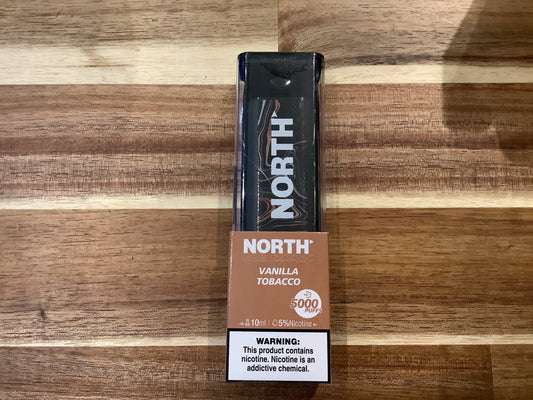 NORTH
NORTH
VANILLA
TOBACCO
5000
PUFFS
10ml | 5%Nicotine
WARNING:
This product contains
nicotine. Nicotine is an
addictive chemical.